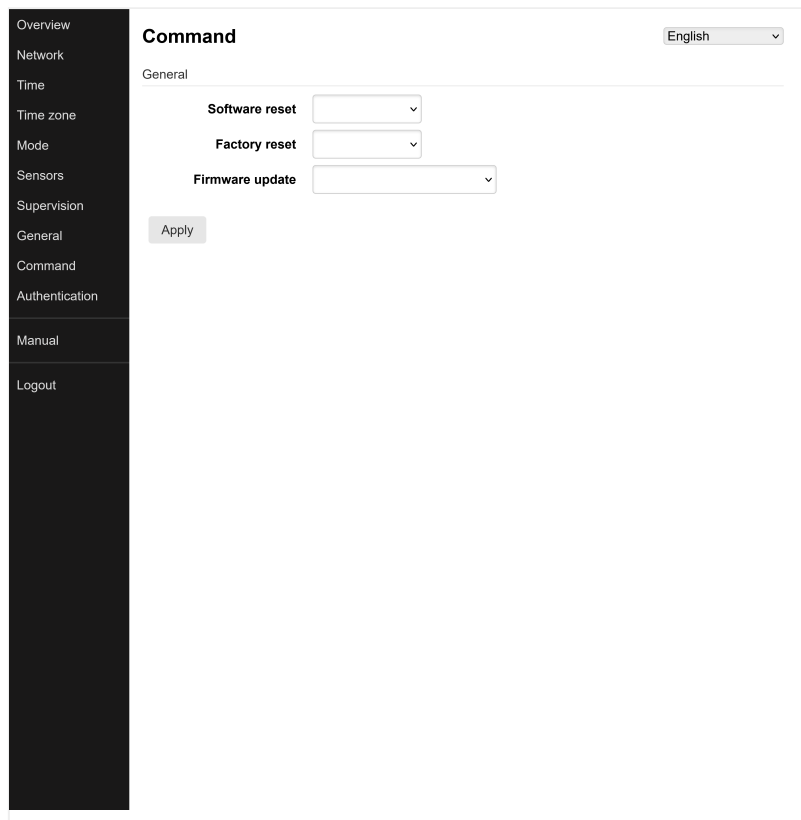 Overview
Network
Time
Time zone
Mode
Sensors
Supervision
General
Command
Authentication
Manual
Logout
Command
English
General
Software reset
Factory reset
Firmware update
Apply